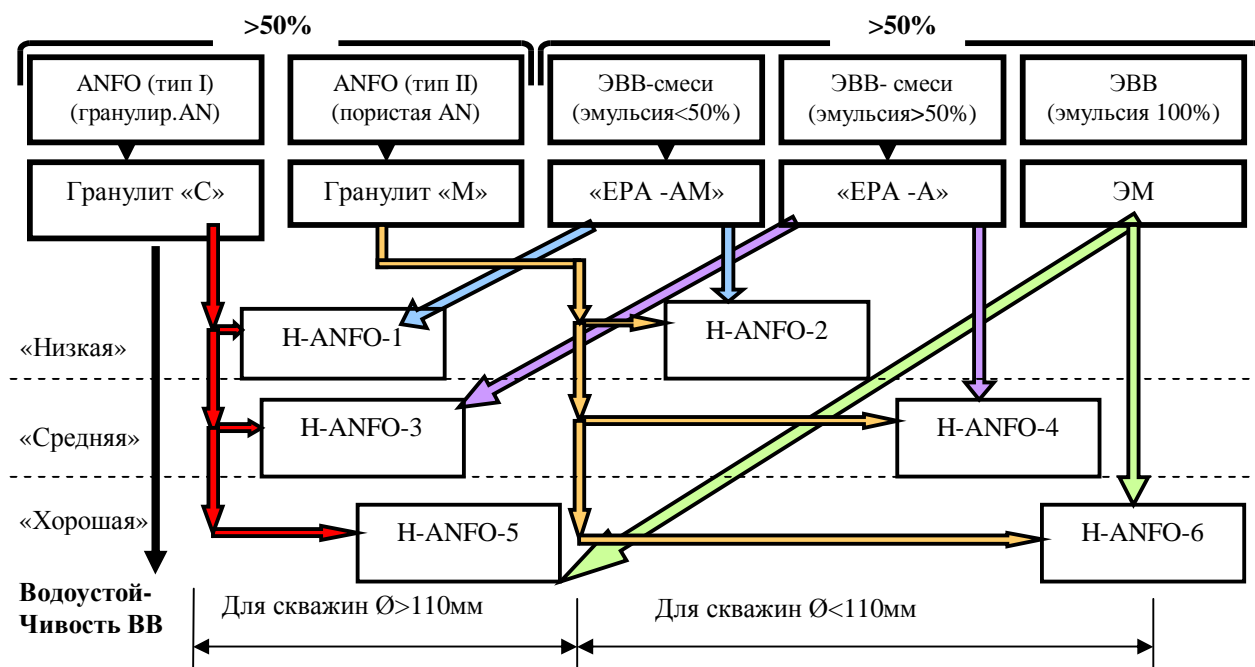 >50%
>50%
ANFO (тип I)
(гранулир.AN)
ANFO (тип II)
(пористая AN)
ЭВВ-смеси
(эмульсия<50%)
ЭВВ- смеси
(эмульсия>50%)
ЭВВ
(эмульсия 100%)
Гранулит «С»
Гранулит «М»
«ЕРА -АМ»
«ЕРА -А»
ЭМ
«Низкая»
Н-ANFO-1
Н-ANFO-2
«Средняя»
Н-ANFO-3
Н-ANFO-4
«Хорошая»
Н-ANFO-5
Н-ANFO-6
Водоустой-
Чивость ВВ
Для скважин Ø>110мм
Для скважин Ø<110мм